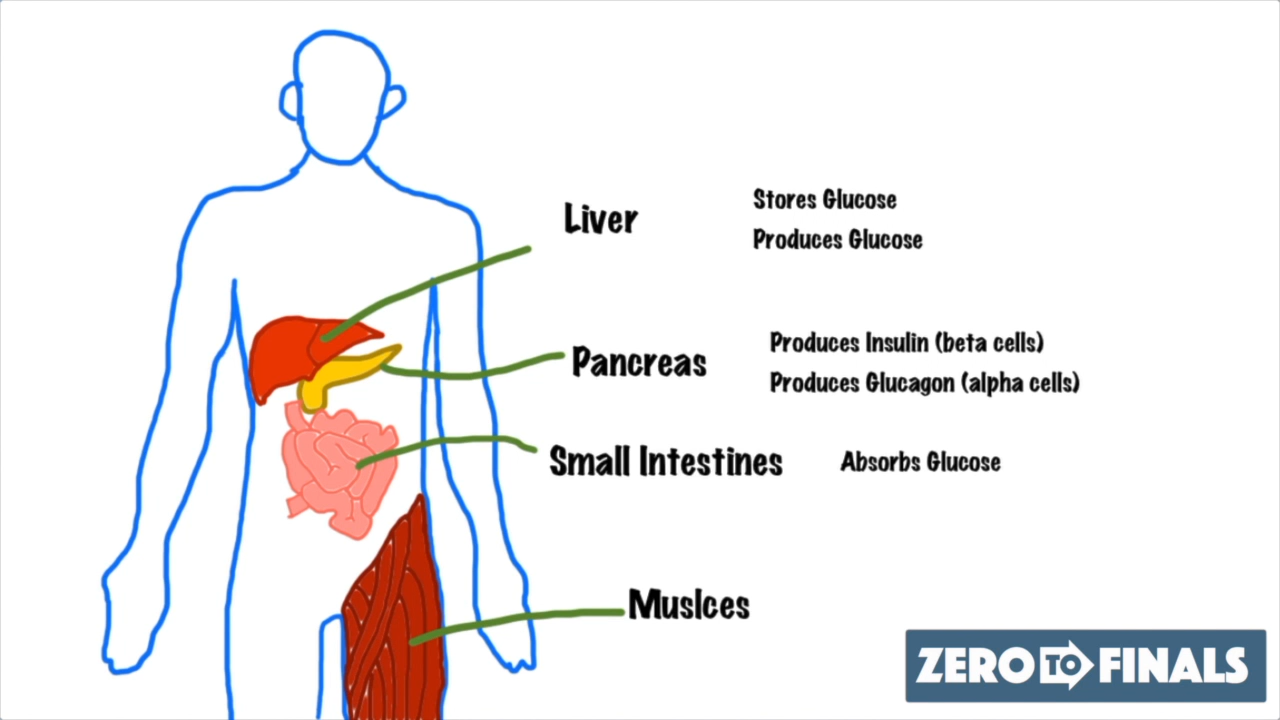 Liver
Stores Glucose
Produces Glucose
Pancreas
Produces Insulin (beta cells)
Produces Glucagon (alpha cells)
Small Intestines
Absorbs Glucose
Muslces
ZERO TO FINALS